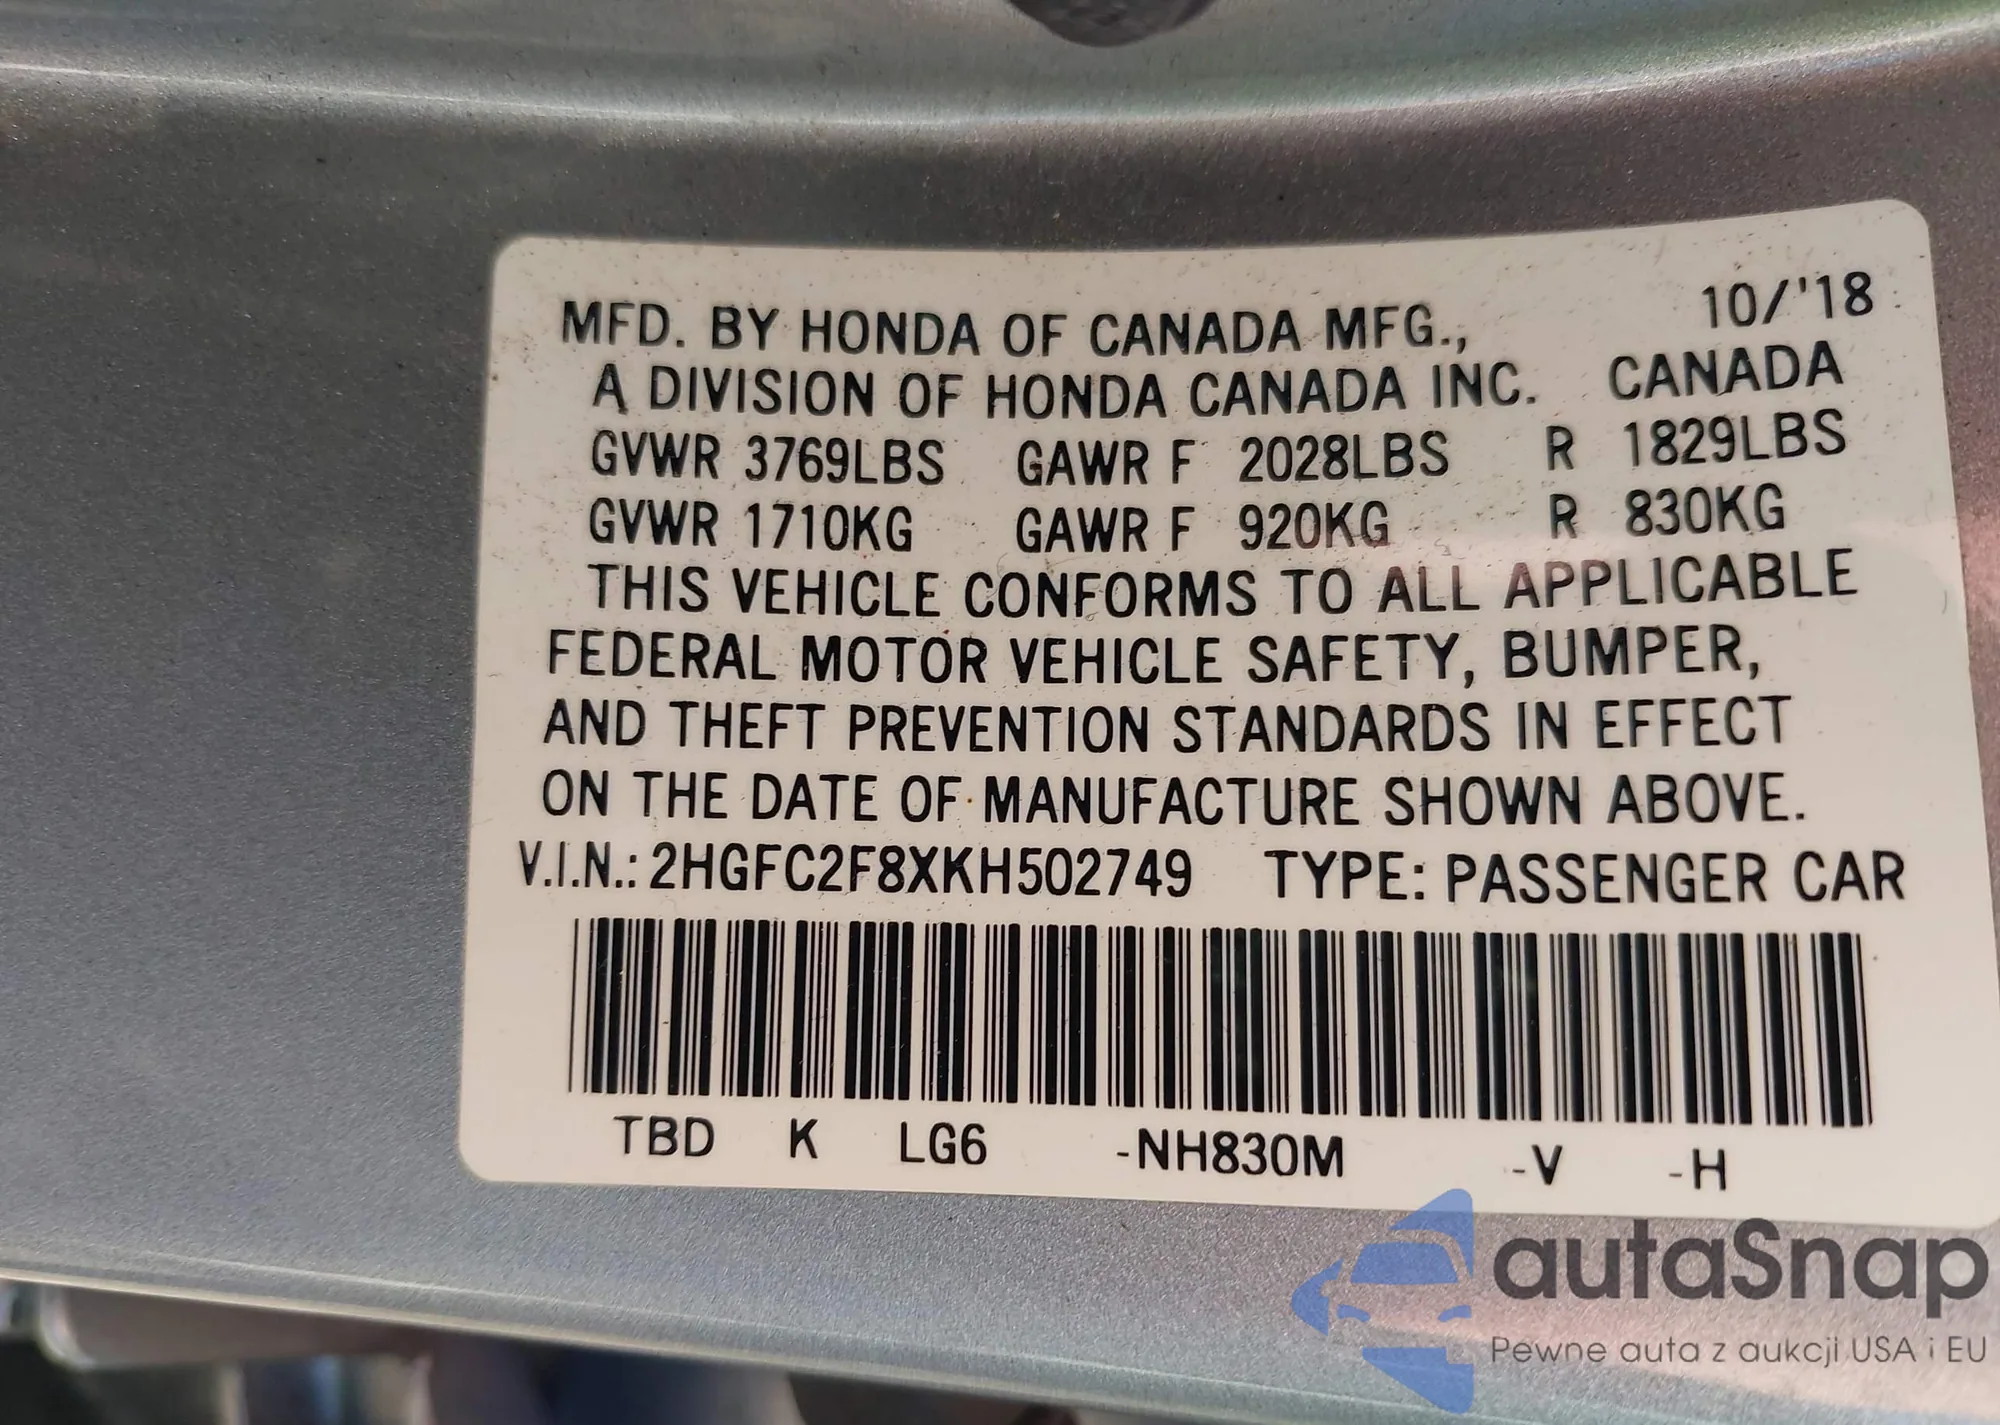 MFD. BY HONDA OF CANADA MFG., 10/'18
A DIVISION OF HONDA CANADA INC. CANADA
GVWR 3769LBS GAWR F 2028LBS R 1829LBS
GVWR 1710KG GAWR F 920KG R 830KG
THIS VEHICLE CONFORMS TO ALL APPLICABLE
FEDERAL MOTOR VEHICLE SAFETY, BUMPER,
AND THEFT PREVENTION STANDARDS IN EFFECT
ON THE DATE OF MANUFACTURE SHOWN ABOVE.
V.I.N.: 2HGFC2F8XKH502749 TYPE: PASSENGER CAR
TBD K LG6 -NH830M -V -H
autaSnap
Pewne auta z aukcji USA i EU